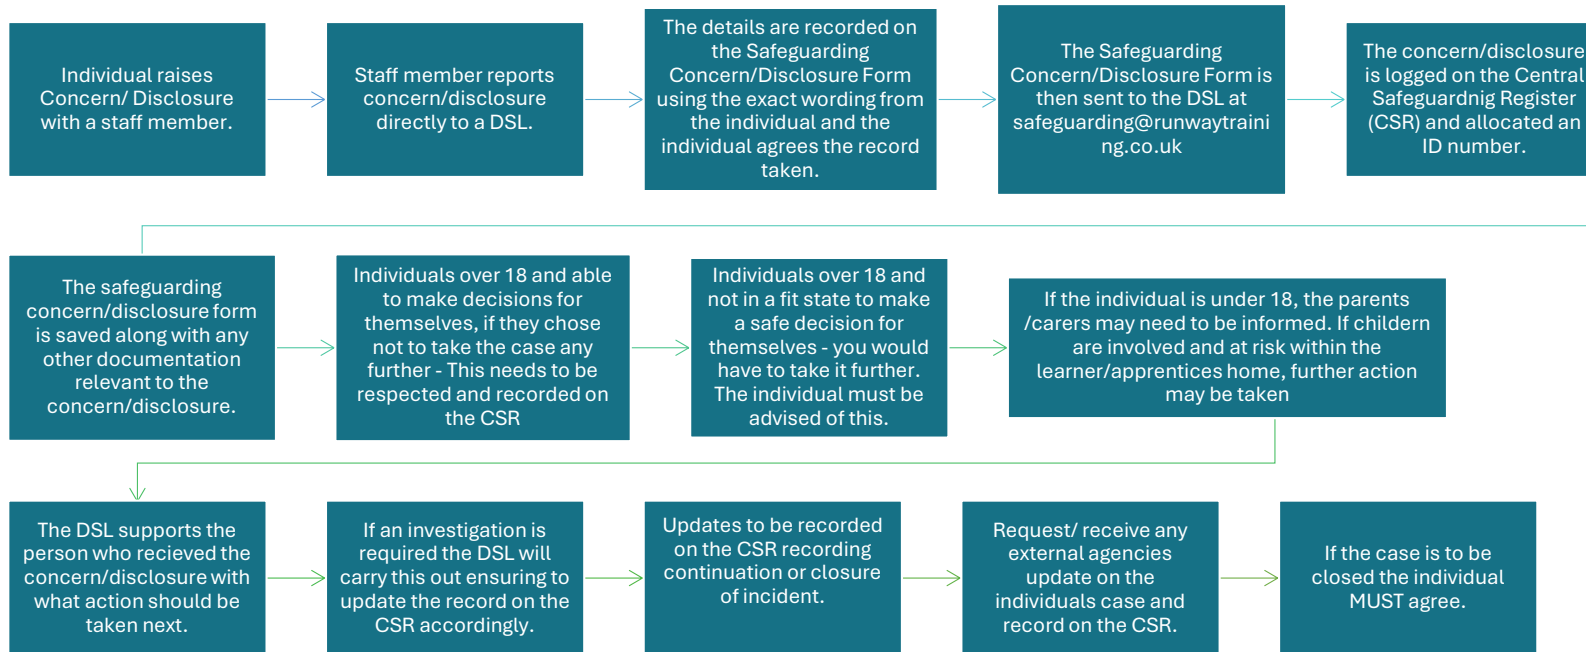 Individual raises
Concern/ Disclosure
with a staff member.
Staff member reports
concern/disclosure
directly to a DSL.
The details are recorded on
the Safeguarding
Concern/Disclosure Form
using the exact wording from
the individual and the
individual agrees the record
taken.
The Safeguarding
Concern/Disclosure Form is
then sent to the DSL at
safeguarding@runwaytraini
ng.co.uk
The concern/disclosure
is logged on the Central
Safeguardnig Register
(CSR) and allocated an
ID number.
The safeguarding
concern/disclosure form
is saved along with any
other documentation
relevant to the
concern/disclosure.
Individuals over 18 and able
to make decisions for
themselves, if they chose
not to take the case any
further - This needs to be
respected and recorded on
the CSR
Individuals over 18 and
not in a fit state to make
a safe decision for
themselves - you would
have to take it further.
The individual must be
advised of this.
If the individual is under 18, the parents
/carers may need to be informed. If childern
are involved and at risk within the
learner/apprentices home, further action
may be taken
The DSL supports the
person who recieved the
concern/disclosure with
what action should be
taken next.
If an investigation is
required the DSL will
carry this out ensuring to
update the record on the
CSR accordingly.
Updates to be recorded
on the CSR recording
continuation or closure
of incident.
Request/ receive any
external agencies
update on the
individuals case and
record on the CSR.
If the case is to be
closed the individual
MUST agree.